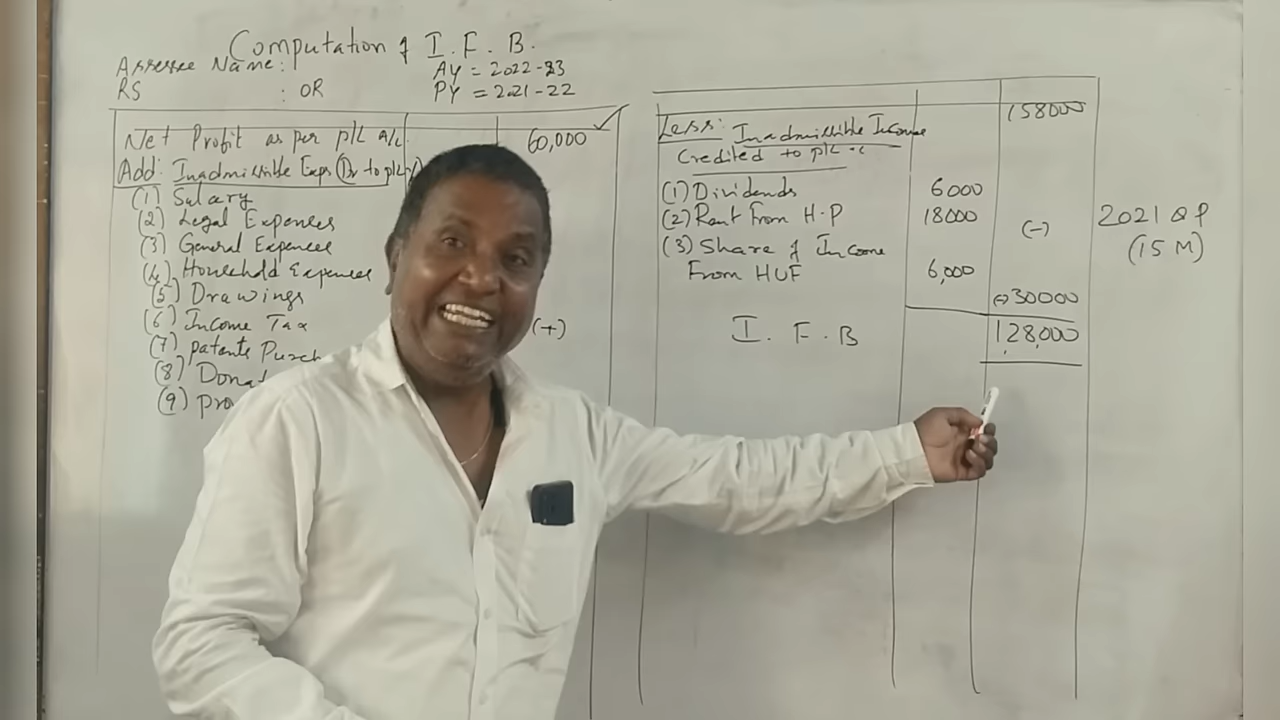 Computation of I. F. B.
Assessee Name :
AY = 2022-23
RS : OR
PY = 2021-22
Net Profit as per P/L a/c 60,000
Add: Inadmissible Exps (Dr to P/L
(1) Salary
(2) Legal Expenses
(3) General Expences
(4) Household Expenses
(5) Drawings
(6) Income Tax (+)
(7) patents Purch
(8) Donat
(9) pro
158000
Less: Inadmissible Income
Credited to P/L
(1) Dividends 6000
(2) Rent From H.P 18000
(-)
(3) Share of Income
From HUF 6,000
(-) 30000
I. F. B 128,000
2021 QP
(15 M)